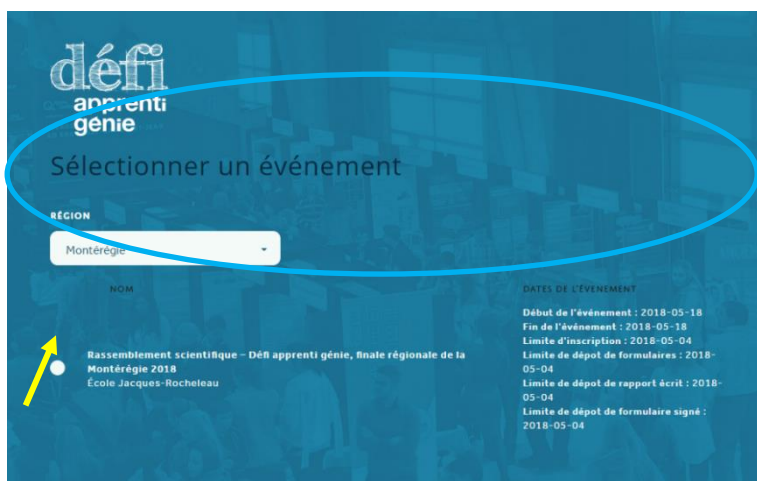 défi
apprenti
génie
Sélectionner un événement
RÉGION
Montérégie
NOM
DATES DE L'ÉVÉNEMENT
Rassemblement scientifique – Défi apprenti génie, finale régionale de la
Montérégie 2018
École Jacques-Rocheleau
Début de l'événement : 2018-05-18
Fin de l'événement : 2018-05-18
Limite d'inscription : 2018-05-04
Limite de dépot de formulaires : 2018-
05-04
Limite de dépot de rapport écrit : 2018-
05-04
Limite de dépot de formulaire signé :
2018-05-04